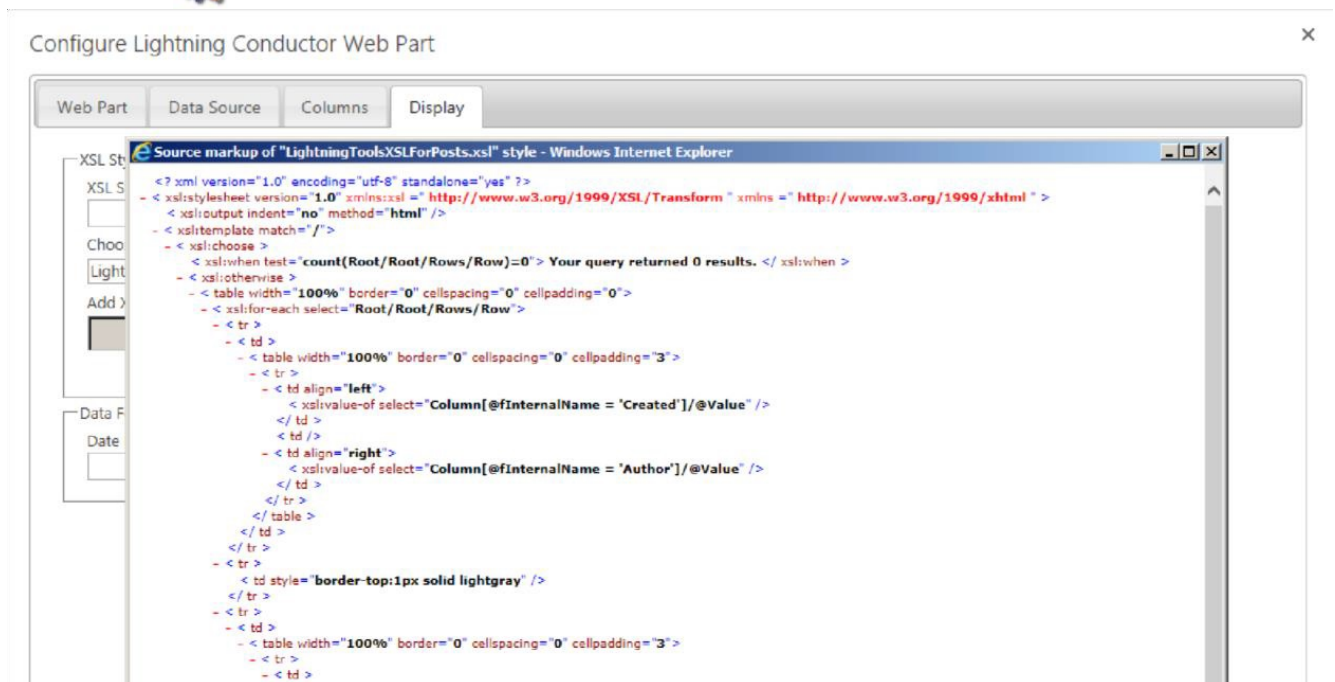 Configure Lightning Conductor Web Part
Web Part Data Source Columns Display
XSL St
Source markup of "LightningToolsXSLForPosts.xsl" style - Windows Internet Explorer
XSL S
Choo
Light
Add X
Data F
Date
<? xml version="1.0" encoding="utf-8" standalone="yes" ?>
- < xsl:stylesheet version="1.0" xmlns:xsl =" http://www.w3.org/1999/XSL/Transform " xmlns =" http://www.w3.org/1999/xhtml " >
< xsl:output indent="no" method="html" />
- < xsl:template match="/">
- < xsl:choose >
< xsl:when test="count(Root/Root/Rows/Row)=0"> Your query returned 0 results. </ xsl:when >
- < xsl:otherwise >
- < table width="100%" border="0" cellspacing="0" cellpadding="0">
- < xsl:for-each select="Root/Root/Rows/Row">
- < tr >
- < td >
- < table width="100%" border="0" cellspacing="0" cellpadding="3">
- < tr >
- < td align="left">
< xsl:value-of select="Column[@fInternalName = 'Created']/@Value" />
</ td >
< td />
- < td align="right">
< xsl:value-of select="Column[@fInternalName = 'Author']/@Value" />
</ td >
</ tr >
</ table >
</ td >
</ tr >
- < tr >
< td style="border-top:1px solid lightgray" />
</ tr >
- < tr >
- < td >
- < table width="100%" border="0" cellspacing="0" cellpadding="3">
- < tr >
- < td >